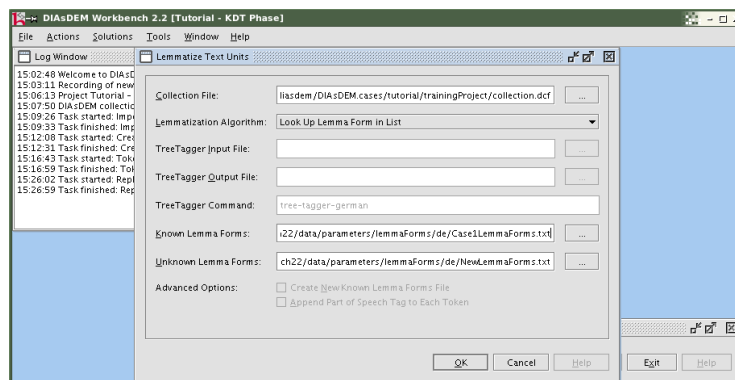 DIAsDEM Workbench 2.2 [Tutorial - KDT Phase]
File Actions Solutions Tools Window Help
Log Window
15:02:48 Welcome to DIAsD
15:03:11 Recording of new
15:06:13 Project Tutorial -
15:07:50 DIAsDEM collectic
15:09:26 Task started: Impo
15:09:33 Task finished: Imp
15:12:08 Task started: Crea
15:12:31 Task finished: Cre
15:16:43 Task started: Toke
15:16:59 Task finished: Tok
15:26:02 Task started: Repl
15:26:59 Task finished: Rep
Lemmatize Text Units
Collection File: liasdem/DIAsDEM.cases/tutorial/trainingProject/collection.dcf ...
Lemmatization Algorithm: Look Up Lemma Form in List
TreeTagger Input File: ...
TreeTagger Output File: ...
TreeTagger Command: tree-tagger-german
Known Lemma Forms: 22/data/parameters/lemmaForms/de/Case1LemmaForms.txt ...
Unknown Lemma Forms: ch22/data/parameters/lemmaForms/de/NewLemmaForms.txt ...
Advanced Options: Create New Known Lemma Forms File
Append Part of Speech Tag to Each Token
OK Cancel Help
Exit Help